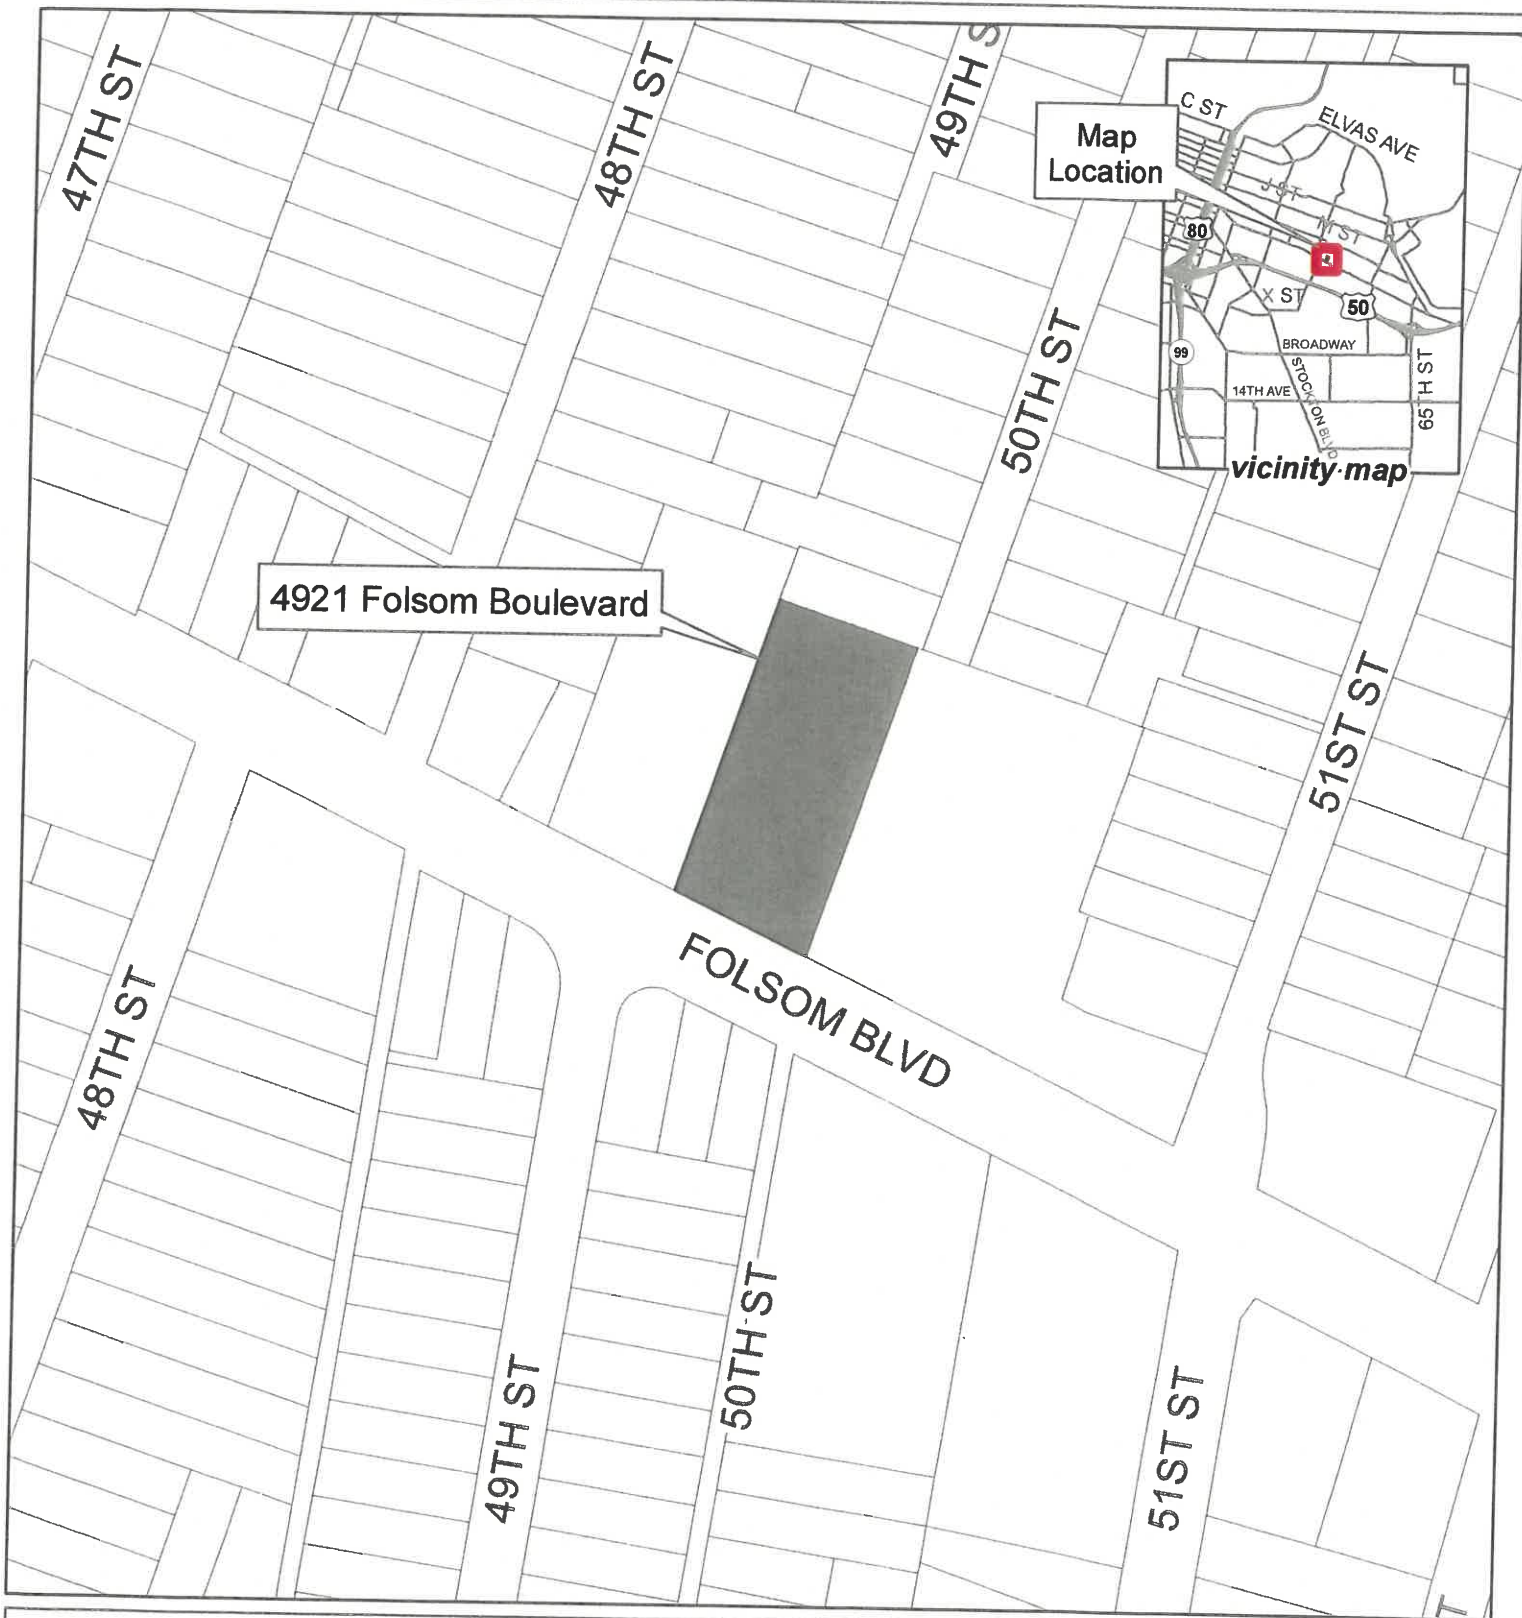 47TH ST
48TH ST
49TH S
Map
Location
C ST
ELVAS AVE
J ST
M ST
80
X ST
50
BROADWAY
99
STOCKTON BLVD
14TH AVE
65TH ST
vicinity map
50TH ST
4921 Folsom Boulevard
51ST ST
FOLSOM BLVD
48TH ST
50TH ST
49TH ST
51ST ST
T